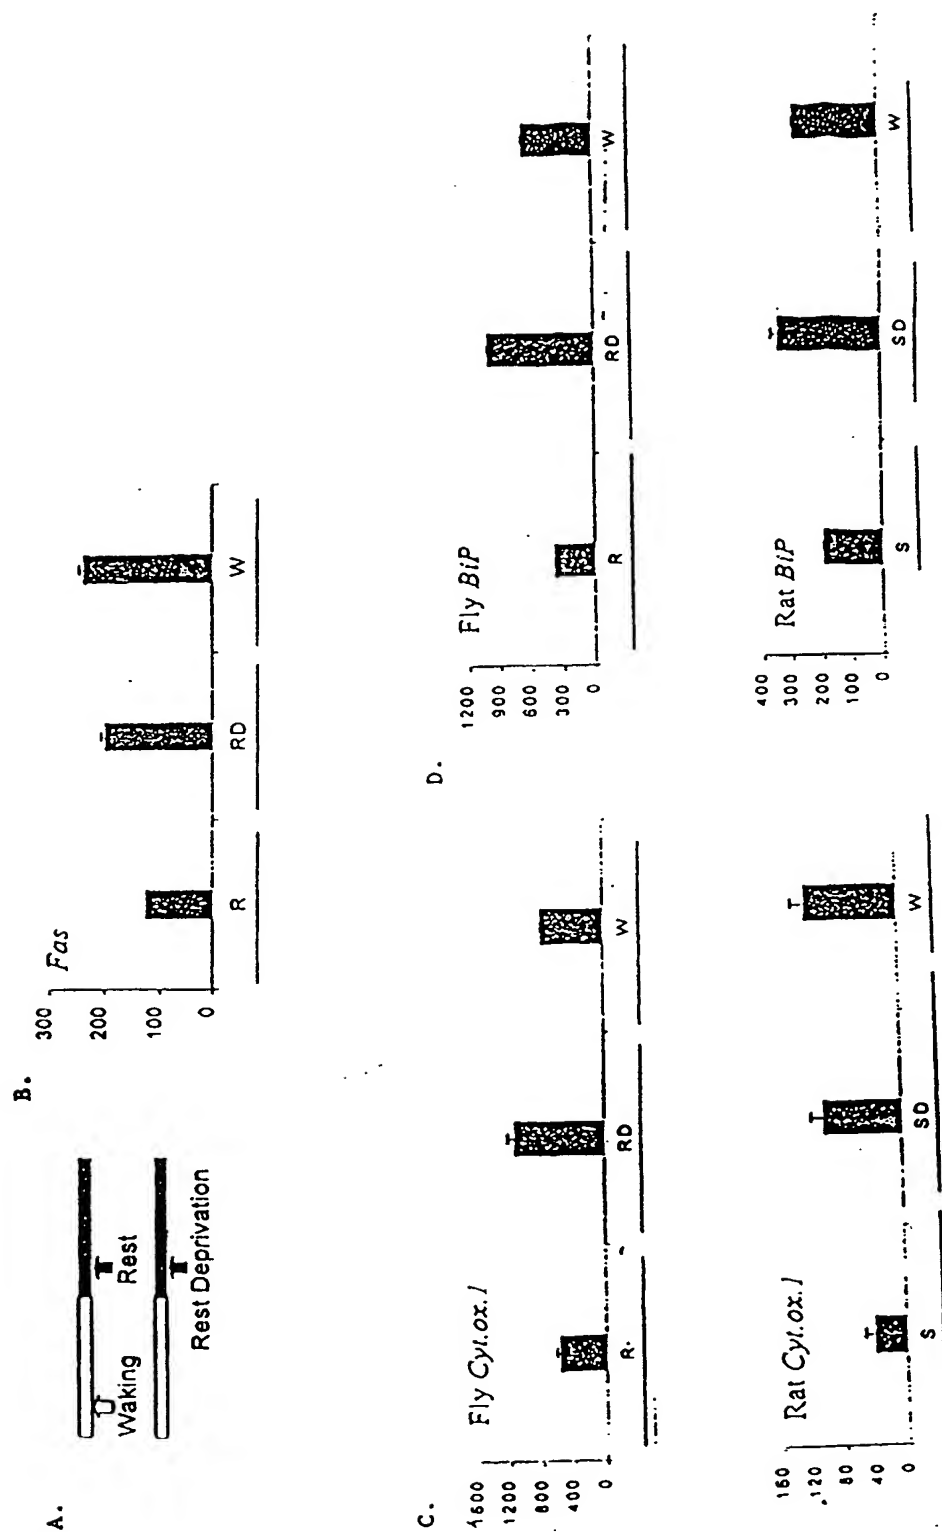 A.
Waking
Rest
Rest Deprivation
B.
Fas
300
200
100
0
R
RD
W
C.
Fly Cyt.ox.1
1600
1200
800
400
0
R
RD
W
Rat Cyt.ox.1
160
120
80
40
0
S
SD
W
D.
Fly BiP
1200
900
600
300
0
R
RD
W
Rat BiP
400
300
200
100
0
S
SD
W